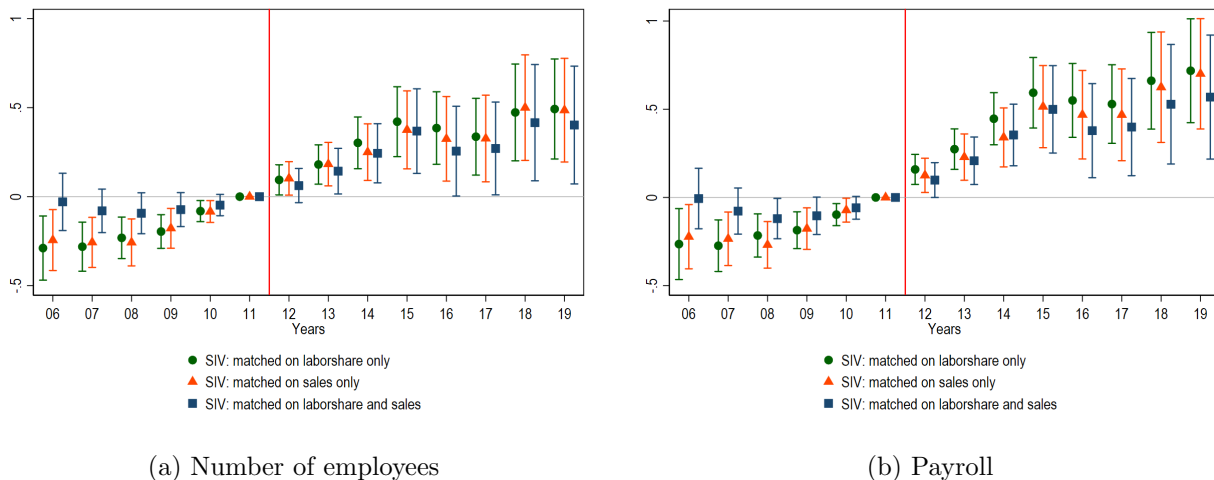 1
.5
0
-.5
06 07 08 09 10 11 12 13 14 15 16 17 18 19
Years
SIV: matched on laborshare only
SIV: matched on sales only
SIV: matched on laborshare and sales
(a) Number of employees
1
.5
0
-.5
06 07 08 09 10 11 12 13 14 15 16 17 18 19
Years
SIV: matched on laborshare only
SIV: matched on sales only
SIV: matched on laborshare and sales
(b) Payroll